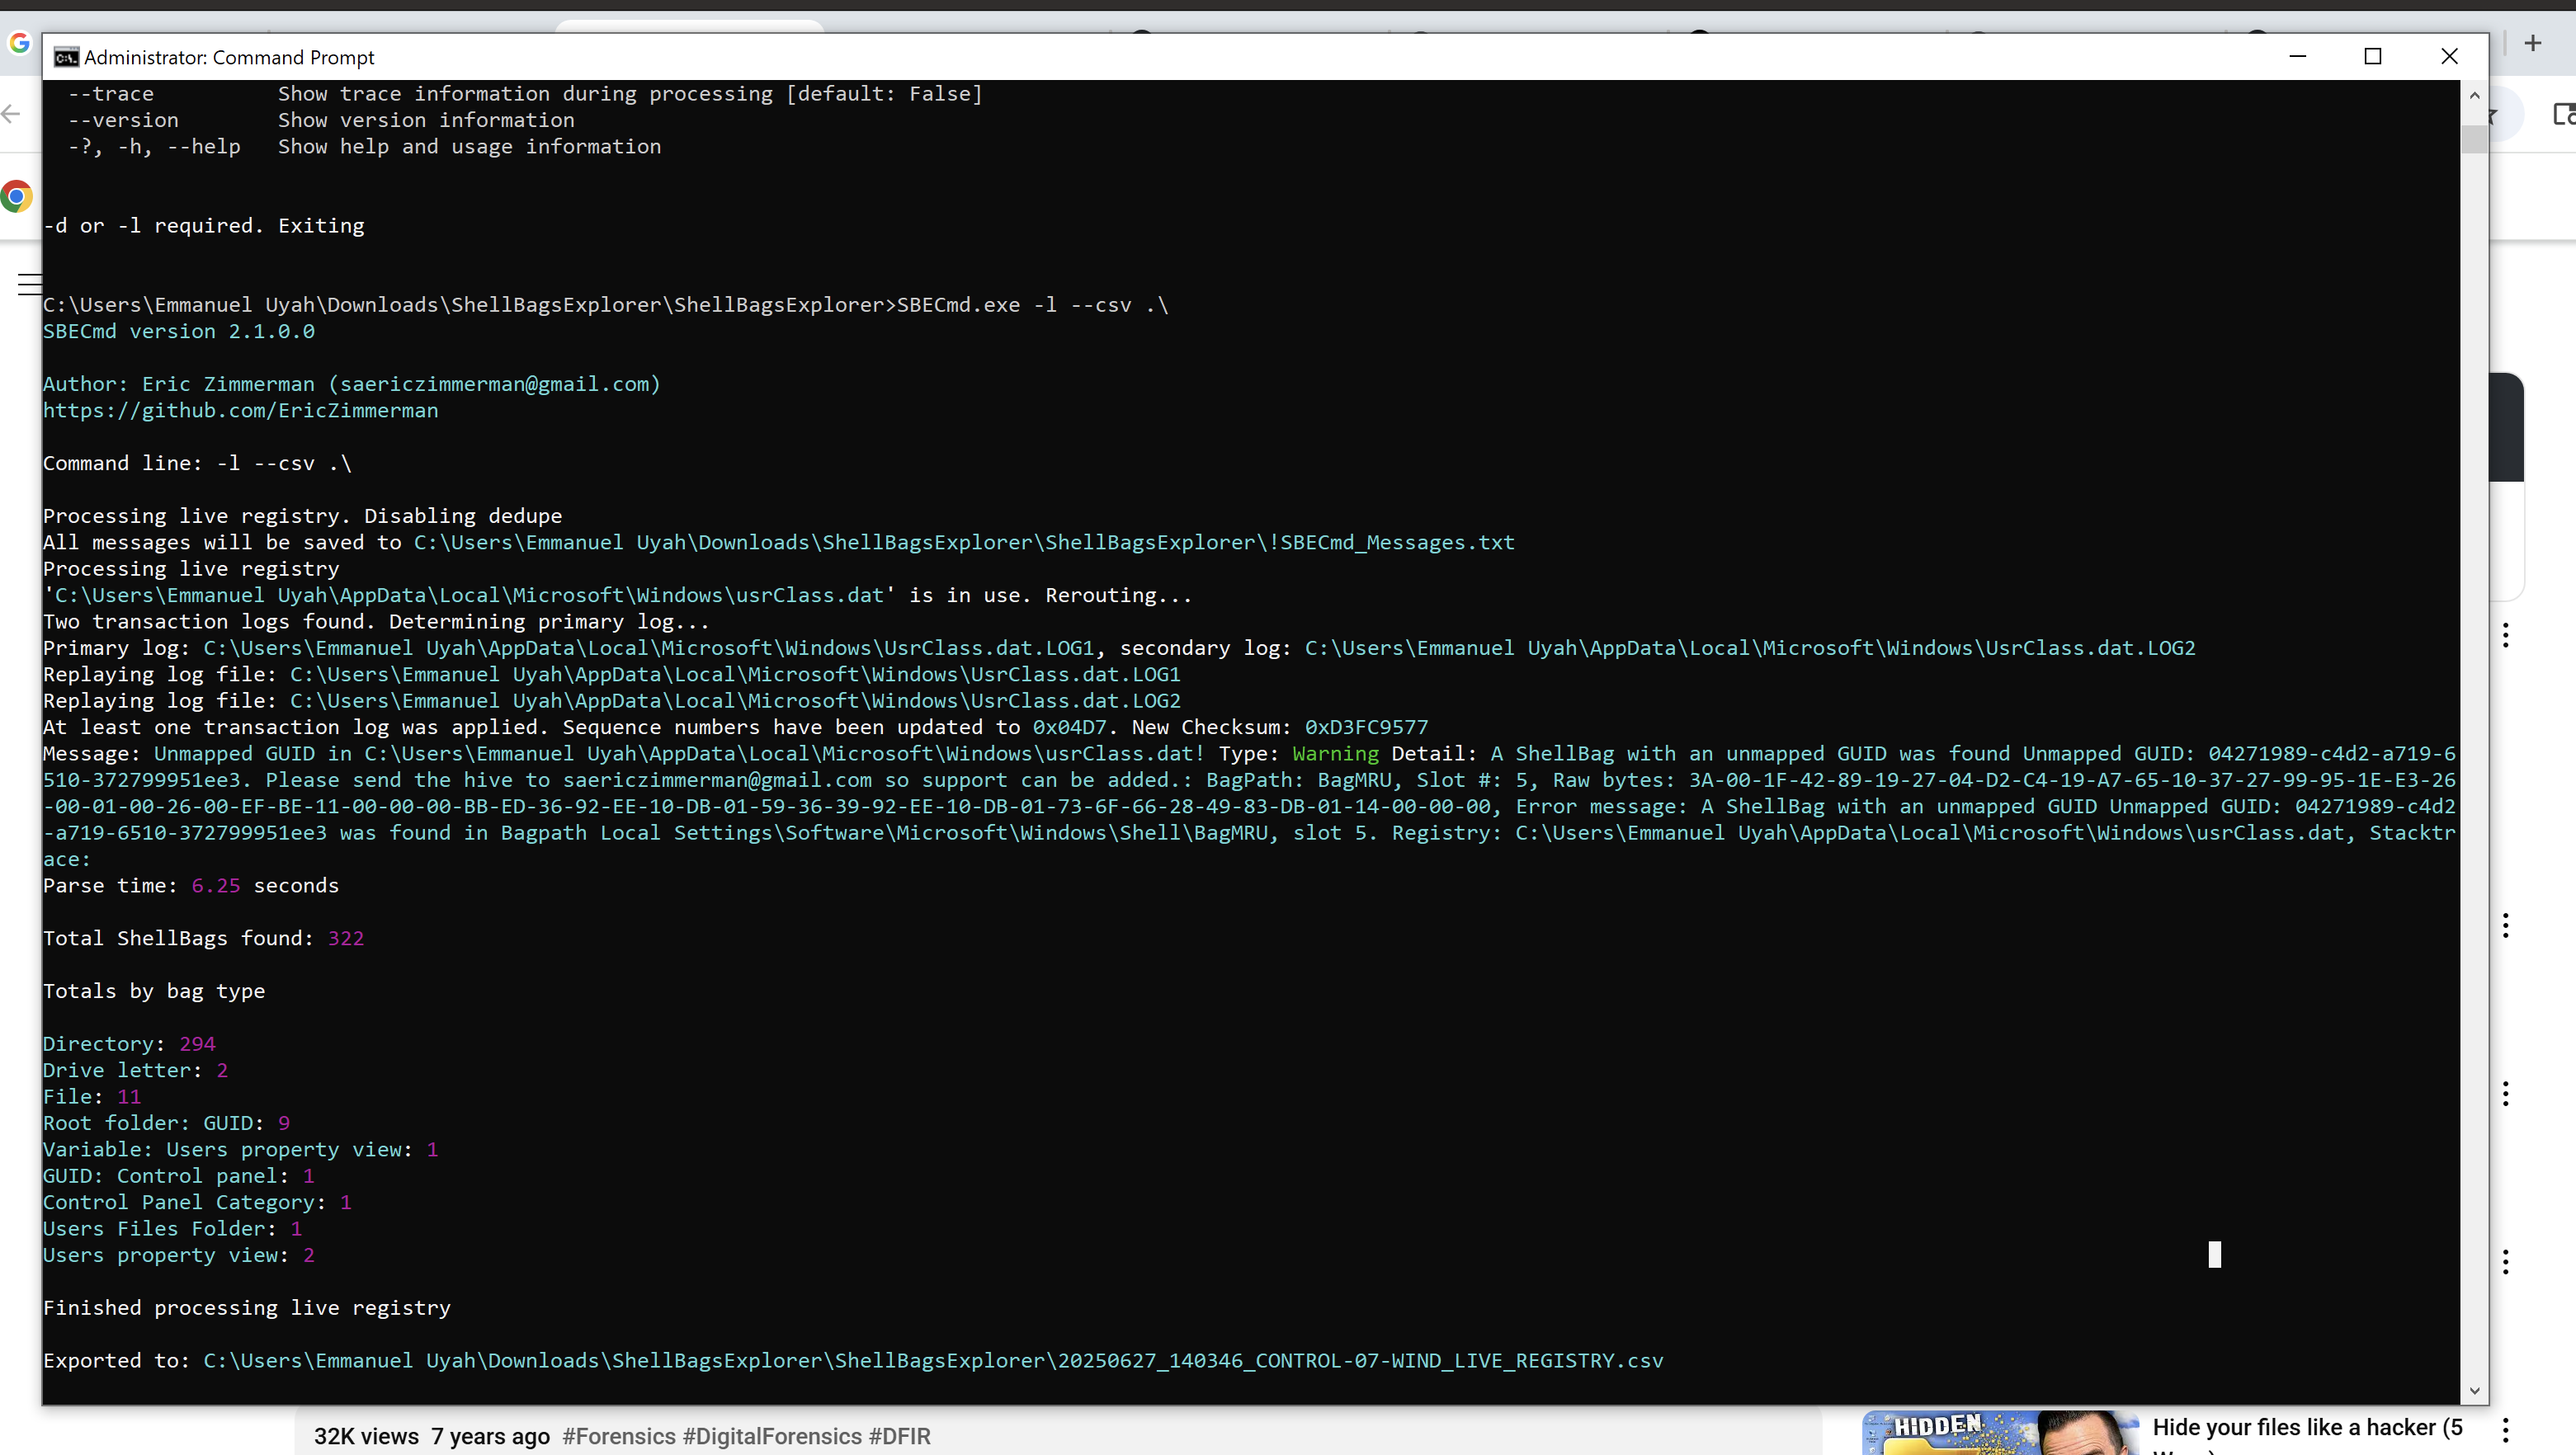 Administrator: Command Prompt
--trace Show trace information during processing [default: False]
--version Show version information
-?, -h, --help Show help and usage information
-d or -l required. Exiting
C:\Users\Emmanuel Uyah\Downloads\ShellBagsExplorer\ShellBagsExplorer>SBECmd.exe -l --csv .\
SBECmd version 2.1.0.0
Author: Eric Zimmerman (saericzimmerman@gmail.com)
https://github.com/EricZimmerman
Command line: -l --csv .\
Processing live registry. Disabling dedupe
All messages will be saved to C:\Users\Emmanuel Uyah\Downloads\ShellBagsExplorer\ShellBagsExplorer\!SBECmd_Messages.txt
Processing live registry
'C:\Users\Emmanuel Uyah\AppData\Local\Microsoft\Windows\usrClass.dat' is in use. Rerouting...
Two transaction logs found. Determining primary log...
Primary log: C:\Users\Emmanuel Uyah\AppData\Local\Microsoft\Windows\UsrClass.dat.LOG1, secondary log: C:\Users\Emmanuel Uyah\AppData\Local\Microsoft\Windows\UsrClass.dat.LOG2
Replaying log file: C:\Users\Emmanuel Uyah\AppData\Local\Microsoft\Windows\UsrClass.dat.LOG1
Replaying log file: C:\Users\Emmanuel Uyah\AppData\Local\Microsoft\Windows\UsrClass.dat.LOG2
At least one transaction log was applied. Sequence numbers have been updated to 0x04D7. New Checksum: 0xD3FC9577
Message: Unmapped GUID in C:\Users\Emmanuel Uyah\AppData\Local\Microsoft\Windows\usrClass.dat! Type: Warning Detail: A ShellBag with an unmapped GUID was found Unmapped GUID: 04271989-c4d2-a719-6
510-372799951ee3. Please send the hive to saericzimmerman@gmail.com so support can be added.: BagPath: BagMRU, Slot #: 5, Raw bytes: 3A-00-1F-42-89-19-27-04-D2-C4-19-A7-65-10-37-27-99-95-1E-E3-26
-00-01-00-26-00-EF-BE-11-00-00-00-BB-ED-36-92-EE-10-DB-01-59-36-39-92-EE-10-DB-01-73-6F-66-28-49-83-DB-01-14-00-00-00, Error message: A ShellBag with an unmapped GUID Unmapped GUID: 04271989-c4d2
-a719-6510-372799951ee3 was found in Bagpath Local Settings\Software\Microsoft\Windows\Shell\BagMRU, slot 5. Registry: C:\Users\Emmanuel Uyah\AppData\Local\Microsoft\Windows\usrClass.dat, Stacktr
ace:
Parse time: 6.25 seconds
Total ShellBags found: 322
Totals by bag type
Directory: 294
Drive letter: 2
File: 11
Root folder: GUID: 9
Variable: Users property view: 1
GUID: Control panel: 1
Control Panel Category: 1
Users Files Folder: 1
Users property view: 2
Finished processing live registry
Exported to: C:\Users\Emmanuel Uyah\Downloads\ShellBagsExplorer\ShellBagsExplorer\20250627_140346_CONTROL-07-WIND_LIVE_REGISTRY.csv
32K views 7 years ago #Forensics #DigitalForensics #DFIR
HIDDEN
Hide your files like a hacker (5